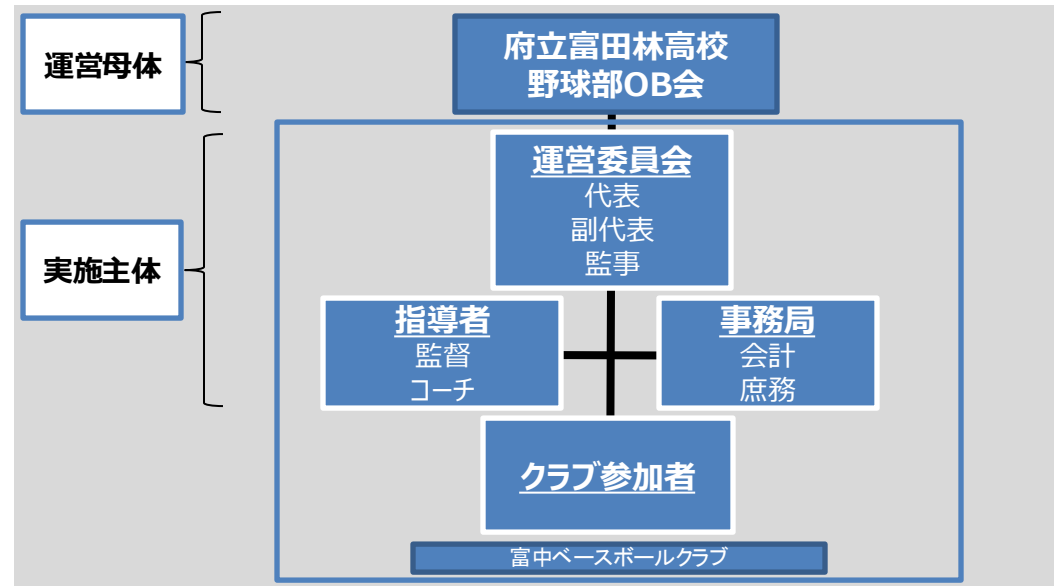 運営母体
府立富田林高校
野球部OB会
実施主体
運営委員会
代表
副代表
監事
指導者
監督
コーチ
事務局
会計
庶務
クラブ参加者
富中ベースボールクラブ